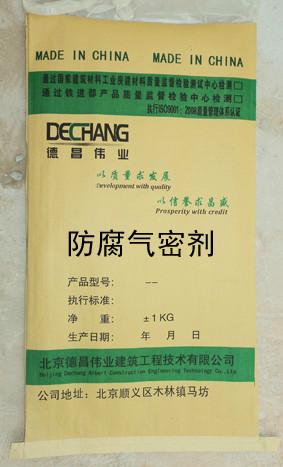 MADE IN CHINA MADE IN CHINA
通过国家建筑材料工业房建材料质量监督检验测试中心检测
通过铁道部产品质量监督检验中心检测
执行ISO9001:2008质量管理体系认证
DECHANG
德昌伟业
以质量求发展
Development with quality
以信誉求昌盛
Prosperity with credit
防腐气密剂
产品型号: --
执行标准:
净 重: ±1KG
生产日期: 年 月 日
北京德昌伟业建筑工程技术有限公司
Beijing Dechang Albert Construction Engineering Technology Co.,Ltd
公司地址:北京顺义区木林镇马坊